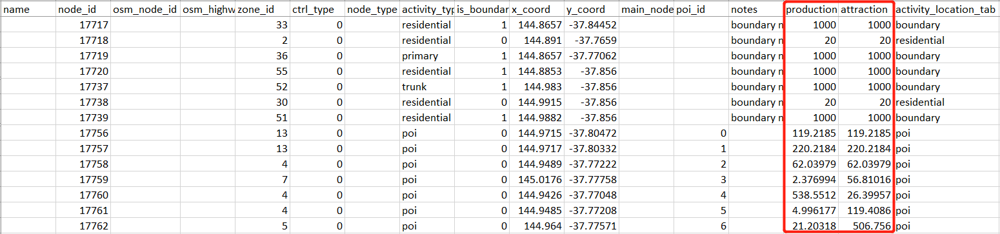 name node_id osm_node_id osm_highw zone_id ctrl_type node_type activity_typ is_boundar x_coord y_coord main_node poi_id notes production attraction activity_location_tab
17717 33 0 residential 1 144.8657 -37.84452 boundary n 1000 1000 boundary
17718 2 0 residential 0 144.891 -37.7659 boundary n 20 20 residential
17719 36 0 primary 1 144.8657 -37.77062 boundary n 1000 1000 boundary
17720 55 0 residential 1 144.8853 -37.856 boundary n 1000 1000 boundary
17737 52 0 trunk 1 144.983 -37.856 boundary n 1000 1000 boundary
17738 30 0 residential 0 144.9915 -37.856 boundary n 20 20 residential
17739 51 0 residential 1 144.9882 -37.856 boundary n 1000 1000 boundary
17756 13 0 poi 0 144.9715 -37.80472 0 119.2185 119.2185 poi
17757 13 0 poi 0 144.9717 -37.80332 1 220.2184 220.2184 poi
17758 4 0 poi 0 144.9489 -37.77222 2 62.03979 62.03979 poi
17759 7 0 poi 0 145.0176 -37.77758 3 2.376994 56.81016 poi
17760 4 0 poi 0 144.9426 -37.77048 4 538.5512 26.39957 poi
17761 4 0 poi 0 144.9485 -37.77208 5 4.996177 119.4086 poi
17762 5 0 poi 0 144.964 -37.77571 6 21.20318 506.756 poi